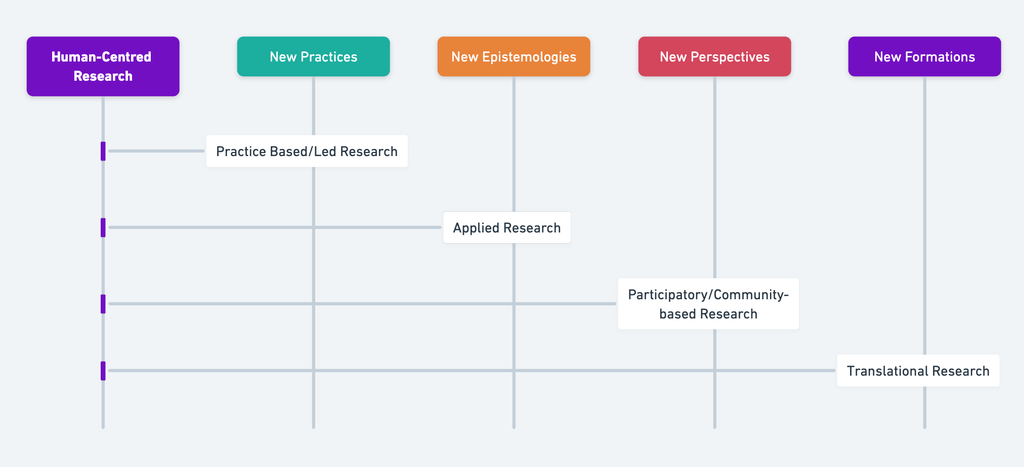 Human-Centred
Research
New Practices
New Epistemologies
New Perspectives
New Formations
Practice Based/Led Research
Applied Research
Participatory/Community-
based Research
Translational Research